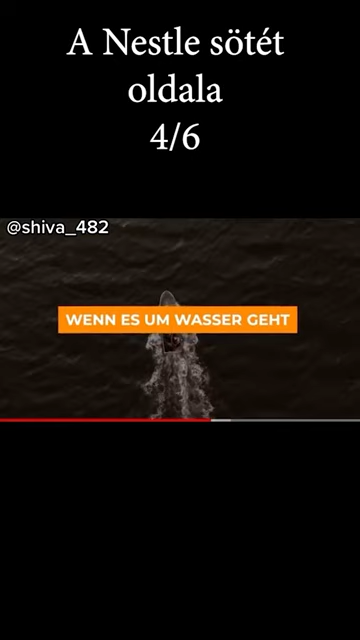 A Nestle sötét
oldala
4/6
@shiva_482
WENN ES UM WASSER GEHT